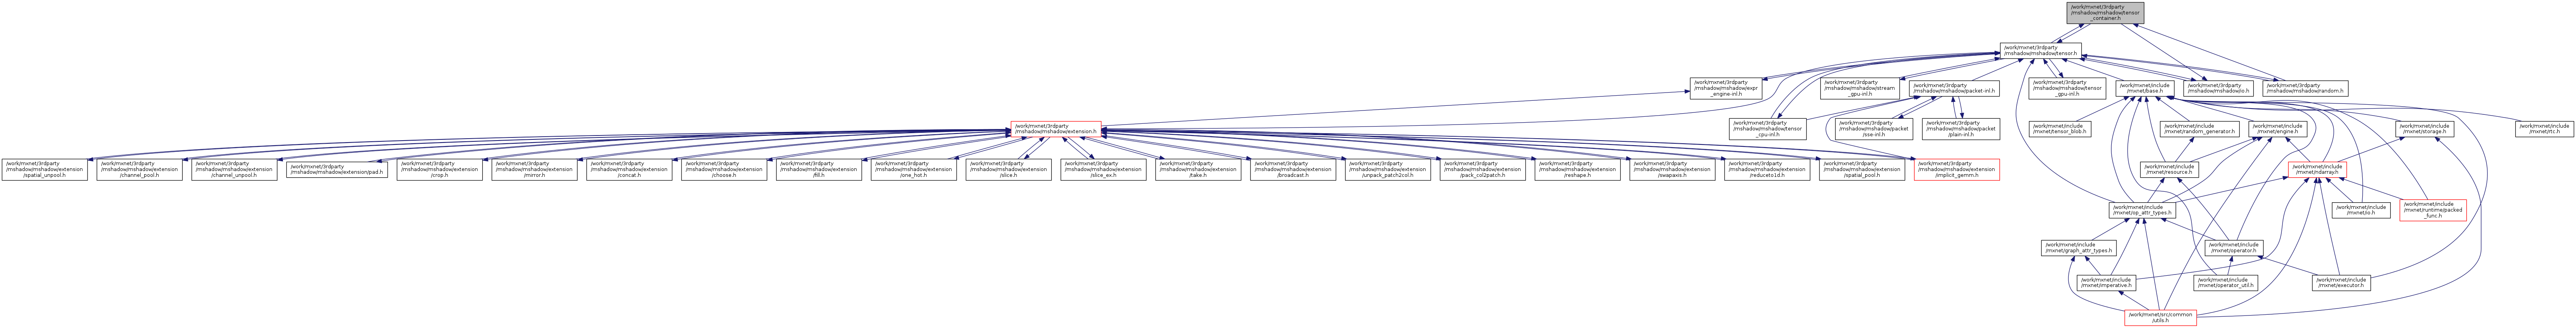 /work/mxnet/3rdparty
/mshadow/mshadow/tensor
_container.h
/work/mxnet/3rdparty
/mshadow/mshadow/tensor.h
/work/mxnet/3rdparty
/mshadow/mshadow/expr
_engine-inl.h
/work/mxnet/3rdparty
/mshadow/mshadow/stream
_gpu-inl.h
/work/mxnet/3rdparty
/mshadow/mshadow/packet-inl.h
/work/mxnet/3rdparty
/mshadow/mshadow/tensor
_gpu-inl.h
/work/mxnet/include
/mxnet/base.h
/work/mxnet/3rdparty
/mshadow/mshadow/io.h
/work/mxnet/3rdparty
/mshadow/mshadow/random.h
/work/mxnet/3rdparty
/mshadow/mshadow/extension.h
/work/mxnet/3rdparty
/mshadow/mshadow/tensor
_cpu-inl.h
/work/mxnet/3rdparty
/mshadow/mshadow/packet
/sse-inl.h
/work/mxnet/3rdparty
/mshadow/mshadow/packet
/plain-inl.h
/work/mxnet/include
/mxnet/tensor_blob.h
/work/mxnet/include
/mxnet/random_generator.h
/work/mxnet/include
/mxnet/engine.h
/work/mxnet/include
/mxnet/storage.h
/work/mxnet/include
/mxnet/rtc.h
/work/mxnet/3rdparty
/mshadow/mshadow/extension
/spatial_unpool.h
/work/mxnet/3rdparty
/mshadow/mshadow/extension
/channel_pool.h
/work/mxnet/3rdparty
/mshadow/mshadow/extension
/channel_unpool.h
/work/mxnet/3rdparty
/mshadow/mshadow/extension/pad.h
/work/mxnet/3rdparty
/mshadow/mshadow/extension
/crop.h
/work/mxnet/3rdparty
/mshadow/mshadow/extension
/mirror.h
/work/mxnet/3rdparty
/mshadow/mshadow/extension
/concat.h
/work/mxnet/3rdparty
/mshadow/mshadow/extension
/choose.h
/work/mxnet/3rdparty
/mshadow/mshadow/extension
/fill.h
/work/mxnet/3rdparty
/mshadow/mshadow/extension
/one_hot.h
/work/mxnet/3rdparty
/mshadow/mshadow/extension
/slice.h
/work/mxnet/3rdparty
/mshadow/mshadow/extension
/slice_ex.h
/work/mxnet/3rdparty
/mshadow/mshadow/extension
/take.h
/work/mxnet/3rdparty
/mshadow/mshadow/extension
/broadcast.h
/work/mxnet/3rdparty
/mshadow/mshadow/extension
/unpack_patch2col.h
/work/mxnet/3rdparty
/mshadow/mshadow/extension
/pack_col2patch.h
/work/mxnet/3rdparty
/mshadow/mshadow/extension
/reshape.h
/work/mxnet/3rdparty
/mshadow/mshadow/extension
/swapaxis.h
/work/mxnet/3rdparty
/mshadow/mshadow/extension
/reduceto1d.h
/work/mxnet/3rdparty
/mshadow/mshadow/extension
/spatial_pool.h
/work/mxnet/3rdparty
/mshadow/mshadow/extension
/implicit_gemm.h
/work/mxnet/include
/mxnet/resource.h
/work/mxnet/include
/mxnet/ndarray.h
/work/mxnet/include
/mxnet/op_attr_types.h
/work/mxnet/include
/mxnet/io.h
/work/mxnet/include
/mxnet/runtime/packed
_func.h
/work/mxnet/include
/mxnet/graph_attr_types.h
/work/mxnet/include
/mxnet/operator.h
/work/mxnet/include
/mxnet/imperative.h
/work/mxnet/include
/mxnet/operator_util.h
/work/mxnet/include
/mxnet/executor.h
/work/mxnet/src/common
/utils.h